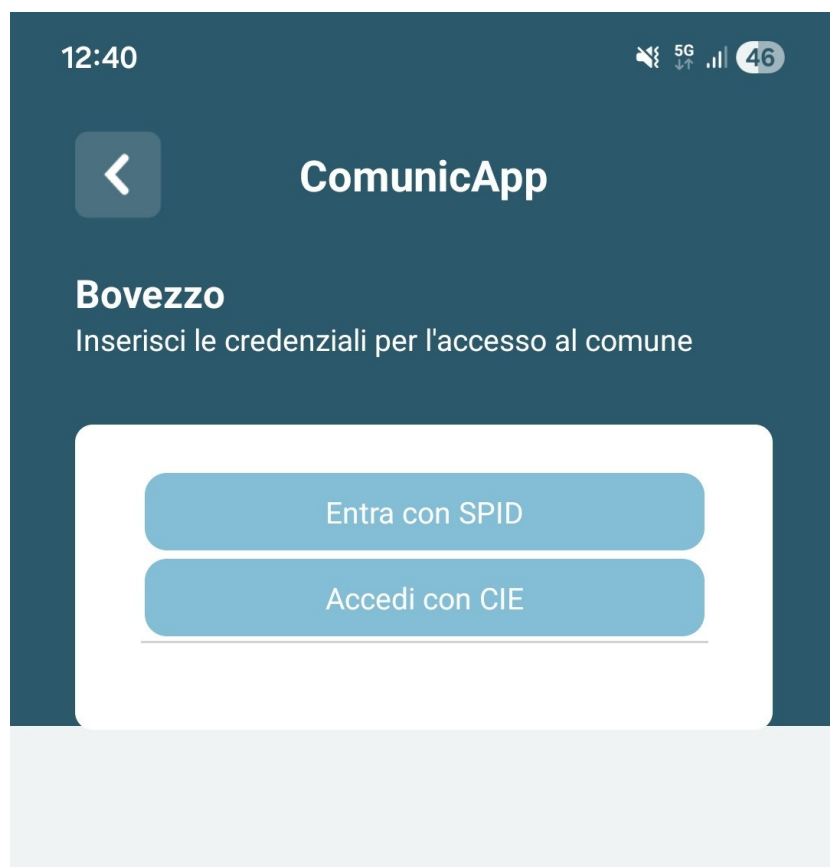 12:40
5G
46
ComunicApp
Bovezzo
Inserisci le credenziali per l'accesso al comune
Entra con SPID
Accedi con CIE